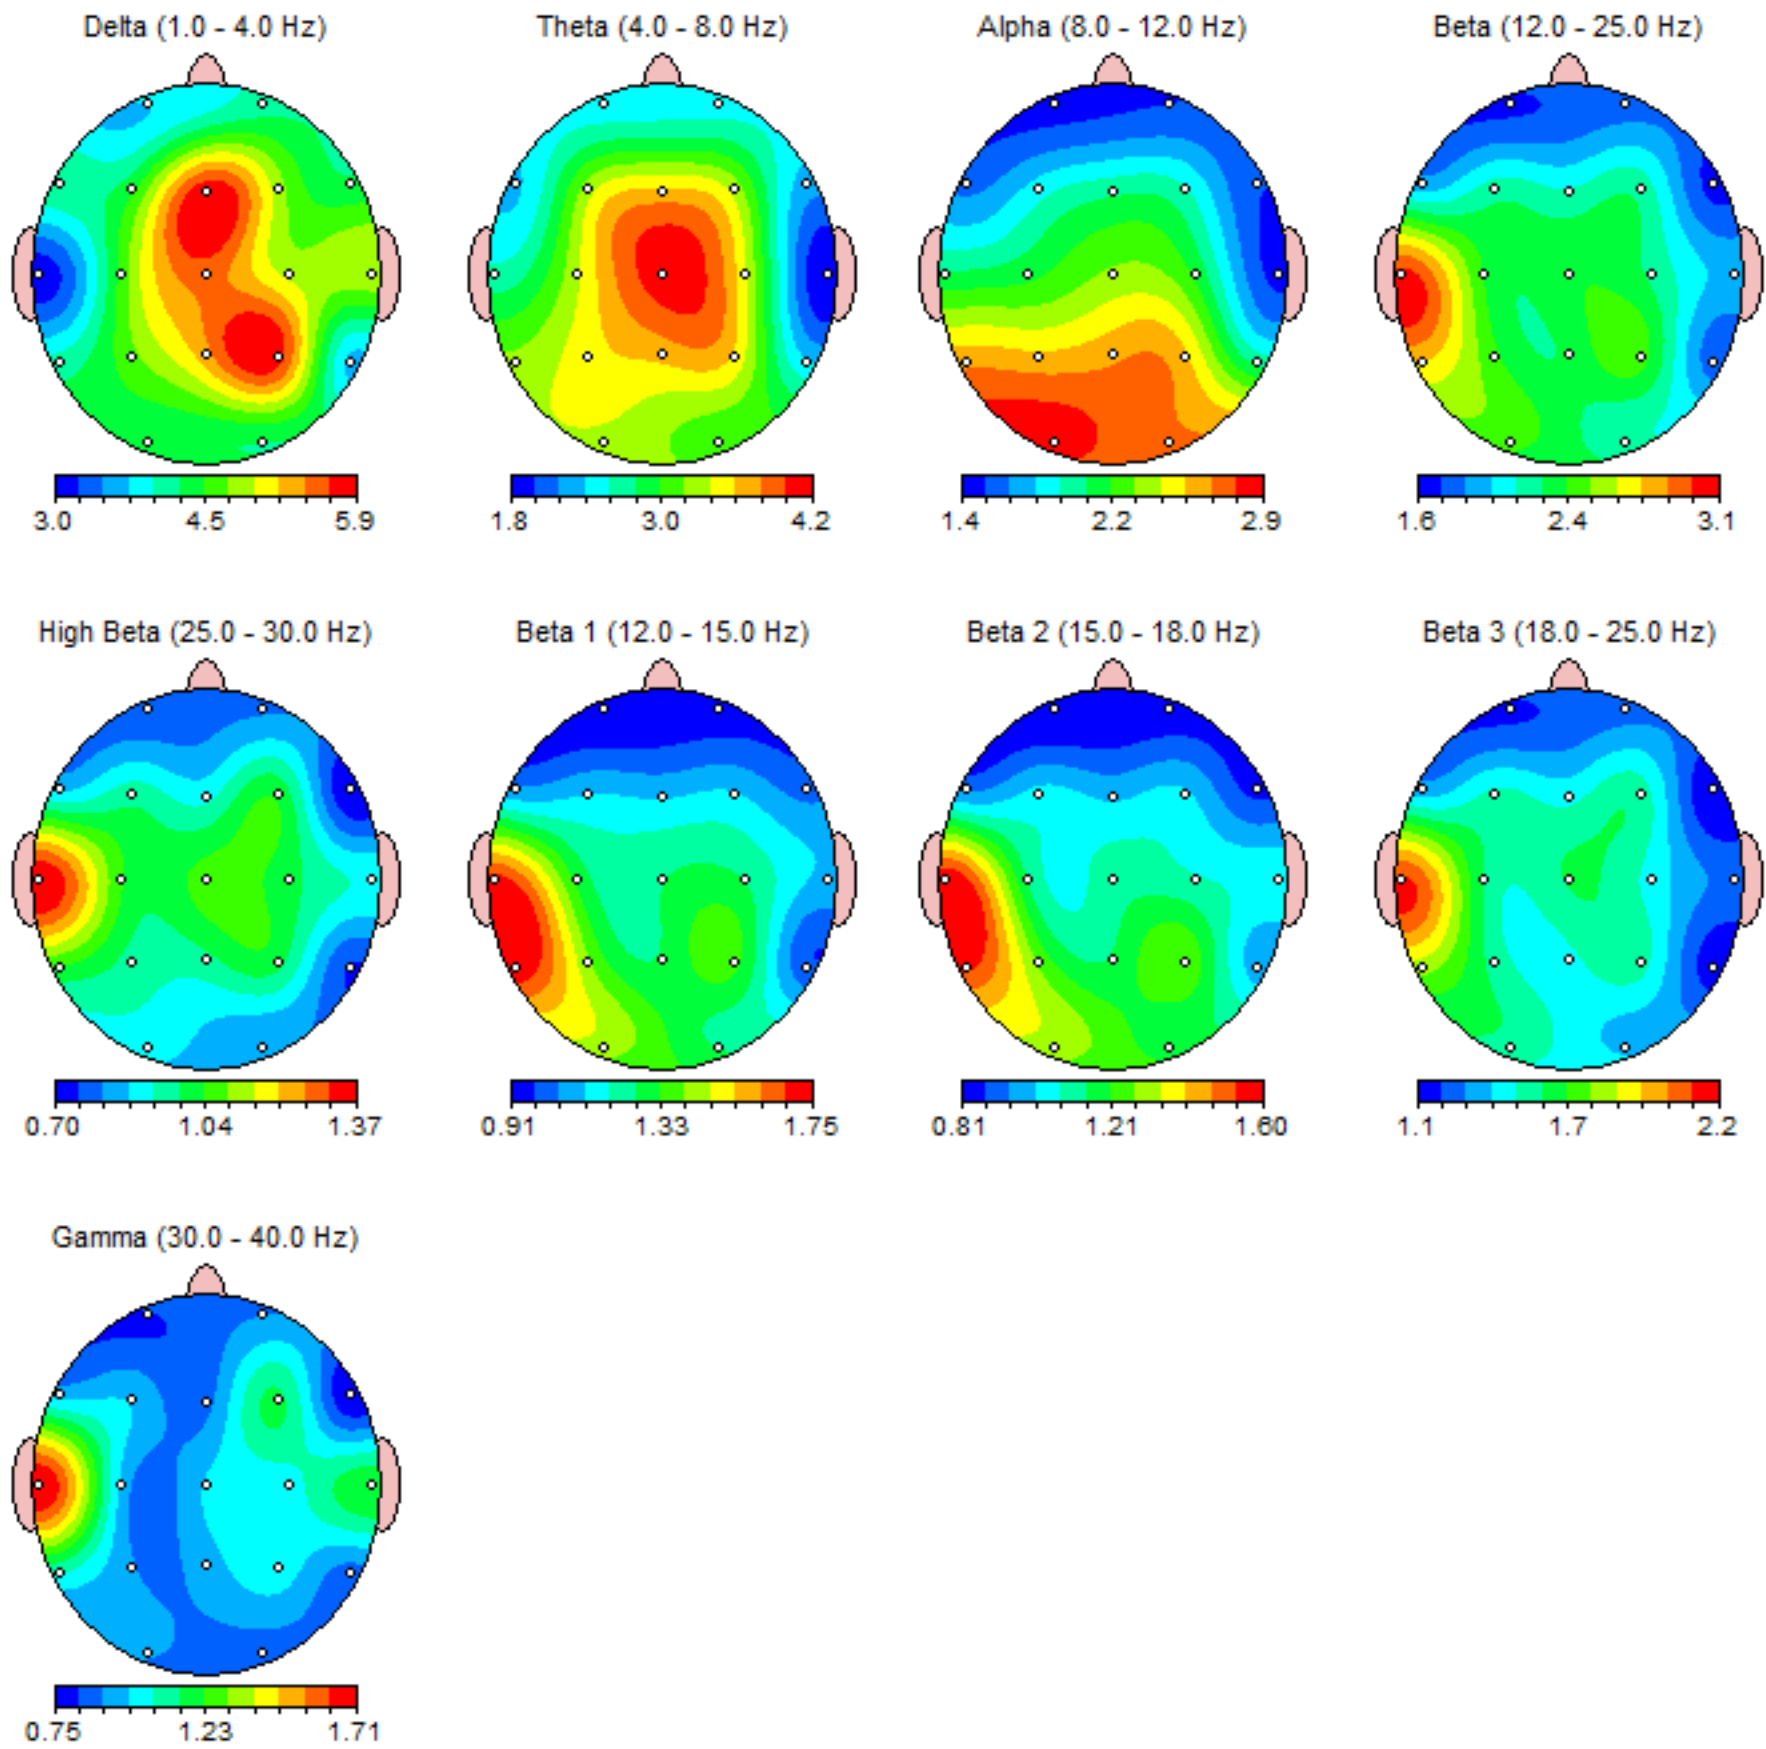 Delta (1.0 - 4.0 Hz)
Theta (4.0 - 8.0 Hz)
Alpha (8.0 - 12.0 Hz)
Beta (12.0 - 25.0 Hz)
3.0 4.5 5.9
1.8 3.0 4.2
1.4 2.2 2.9
1.6 2.4 3.1
High Beta (25.0 - 30.0 Hz)
Beta 1 (12.0 - 15.0 Hz)
Beta 2 (15.0 - 18.0 Hz)
Beta 3 (18.0 - 25.0 Hz)
0.70 1.04 1.37
0.91 1.33 1.75
0.81 1.21 1.60
1.1 1.7 2.2
Gamma (30.0 - 40.0 Hz)
0.75 1.23 1.71